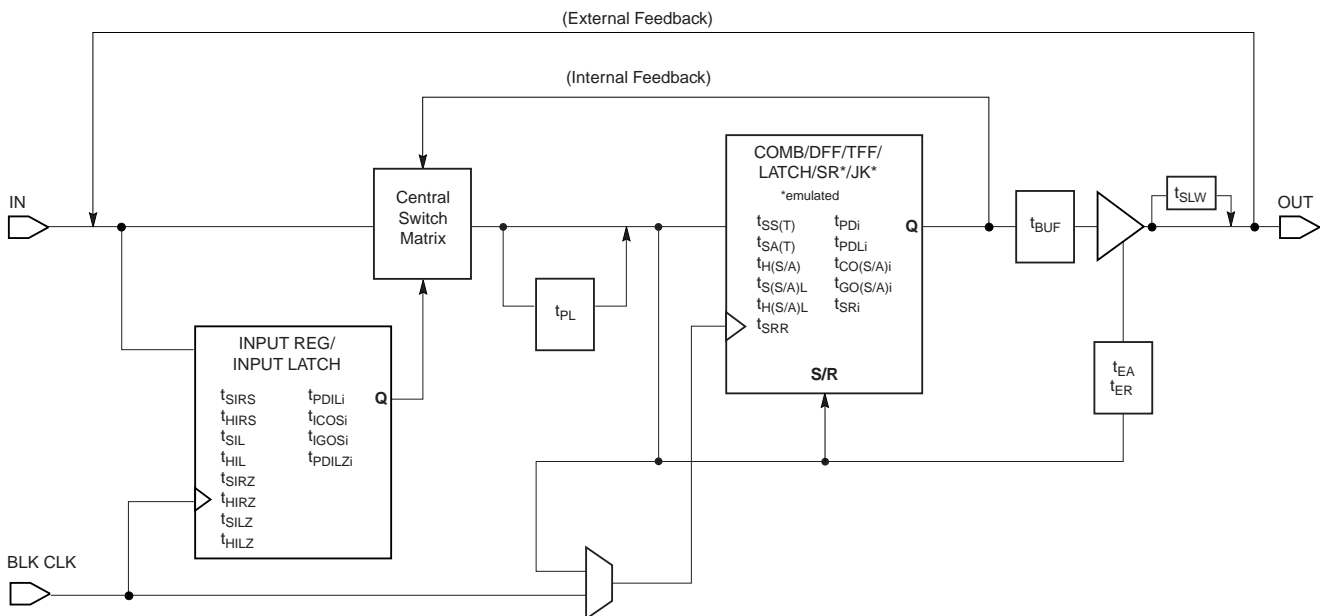 (External Feedback)
(Internal Feedback)
COMB/DFF/TFF/
LATCH/SR*/JK*
*emulated
tSS(T)
tSA(T)
tH(S/A)
tS(S/A)L
tH(S/A)L
tSRR
tPDi
tPDLi
tCO(S/A)i
tGO(S/A)i
tSRi
Q
S/R
IN
Central
Switch
Matrix
tPL
tBUF
tSLW
OUT
tEA
tER
INPUT REG/
INPUT LATCH
tSIRS
tHIRS
tSIL
tHIL
tSIRZ
tHIRZ
tSILZ
tHILZ
tPDILi
tICOSi
tIGOSi
tPDILZi
Q
BLK CLK